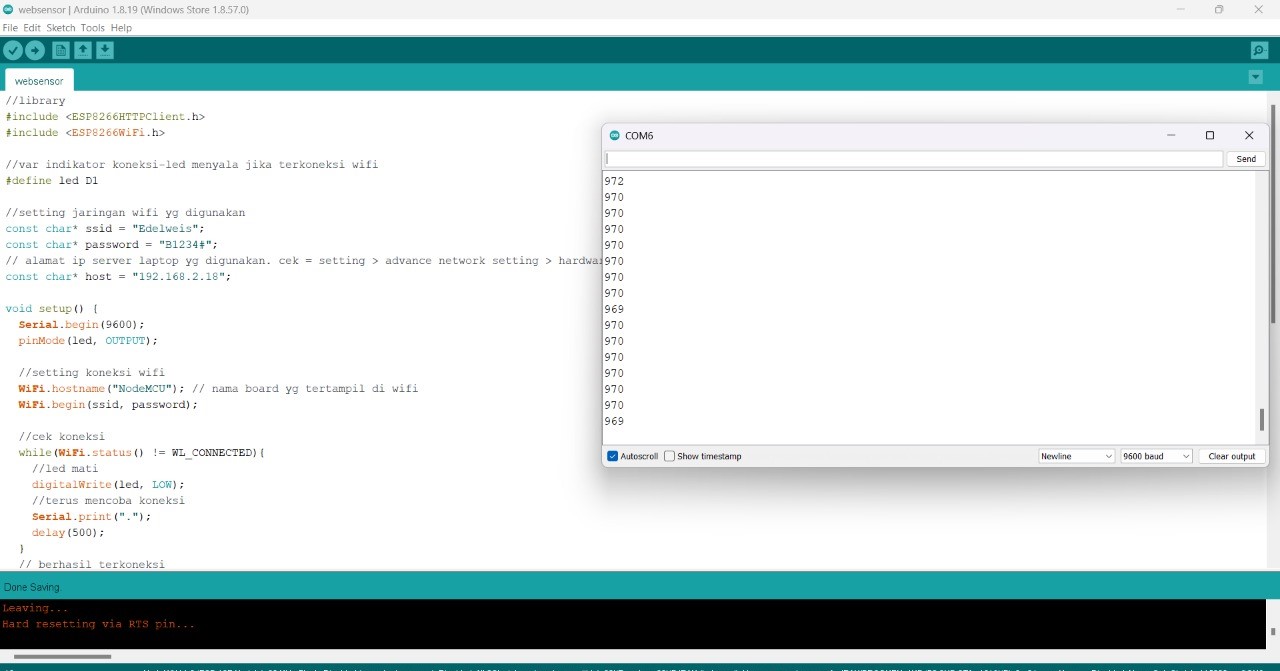 websensor | Arduino 1.8.19 (Windows Store 1.8.57.0)
File Edit Sketch Tools Help
websensor
//library
#include <ESP8266HTTPClient.h>
#include <ESP8266WiFi.h>
//var indikator koneksi-led menyala jika terkoneksi wifi
#define led D1
//setting jaringan wifi yg digunakan
const char* ssid = "Edelweis";
const char* password = "B1234#";
// alamat ip server laptop yg digunakan. cek = setting > advance network setting > hardwa
const char* host = "192.168.2.18";
void setup() {
Serial.begin(9600);
pinMode(led, OUTPUT);
//setting koneksi wifi
WiFi.hostname("NodeMCU"); // nama board yg tertampil di wifi
WiFi.begin(ssid, password);
//cek koneksi
while(WiFi.status() != WL_CONNECTED){
//led mati
digitalWrite(led, LOW);
//terus mencoba koneksi
Serial.print(".");
delay(500);
}
// berhasil terkoneksi
COM6
Send
972
970
970
970
970
970
970
970
969
970
970
970
970
970
970
969
Autoscroll Show timestamp Newline 9600 baud Clear output
Done Saving.
Leaving...
Hard resetting via RTS pin...